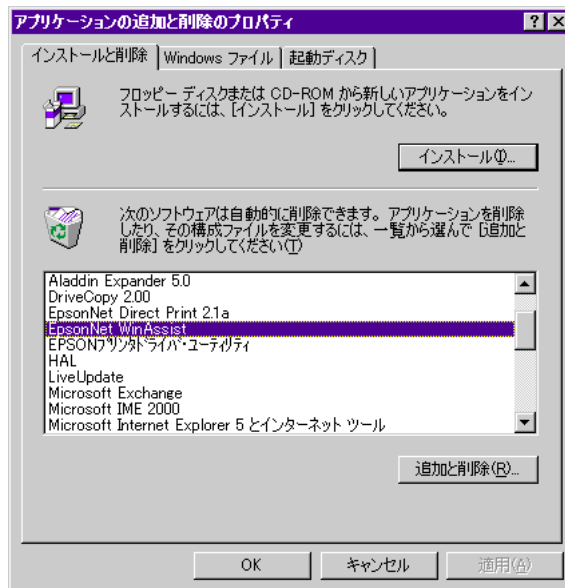 アプリケーションの追加と削除のプロパティ
インストールと削除 Windows ファイル 起動ディスク
フロッピー ディスクまたは CD-ROM から新しいアプリケーションをイン
ストールするには、[インストール] をクリックしてください。
インストール(I)...
次のソフトウェアは自動的に削除できます。アプリケーションを削除
したり、その構成ファイルを変更するには、一覧から選んで [追加と
削除] をクリックしてください(T)
Aladdin Expander 5.0
DriveCopy 2.00
EpsonNet Direct Print 2.1a
EpsonNet WinAssist
EPSONプリンタドライバ・ユーティリティ
HAL
LiveUpdate
Microsoft Exchange
Microsoft IME 2000
Microsoft Internet Explorer 5 とインターネット ツール
追加と削除(R)...
OK キャンセル 適用(A)